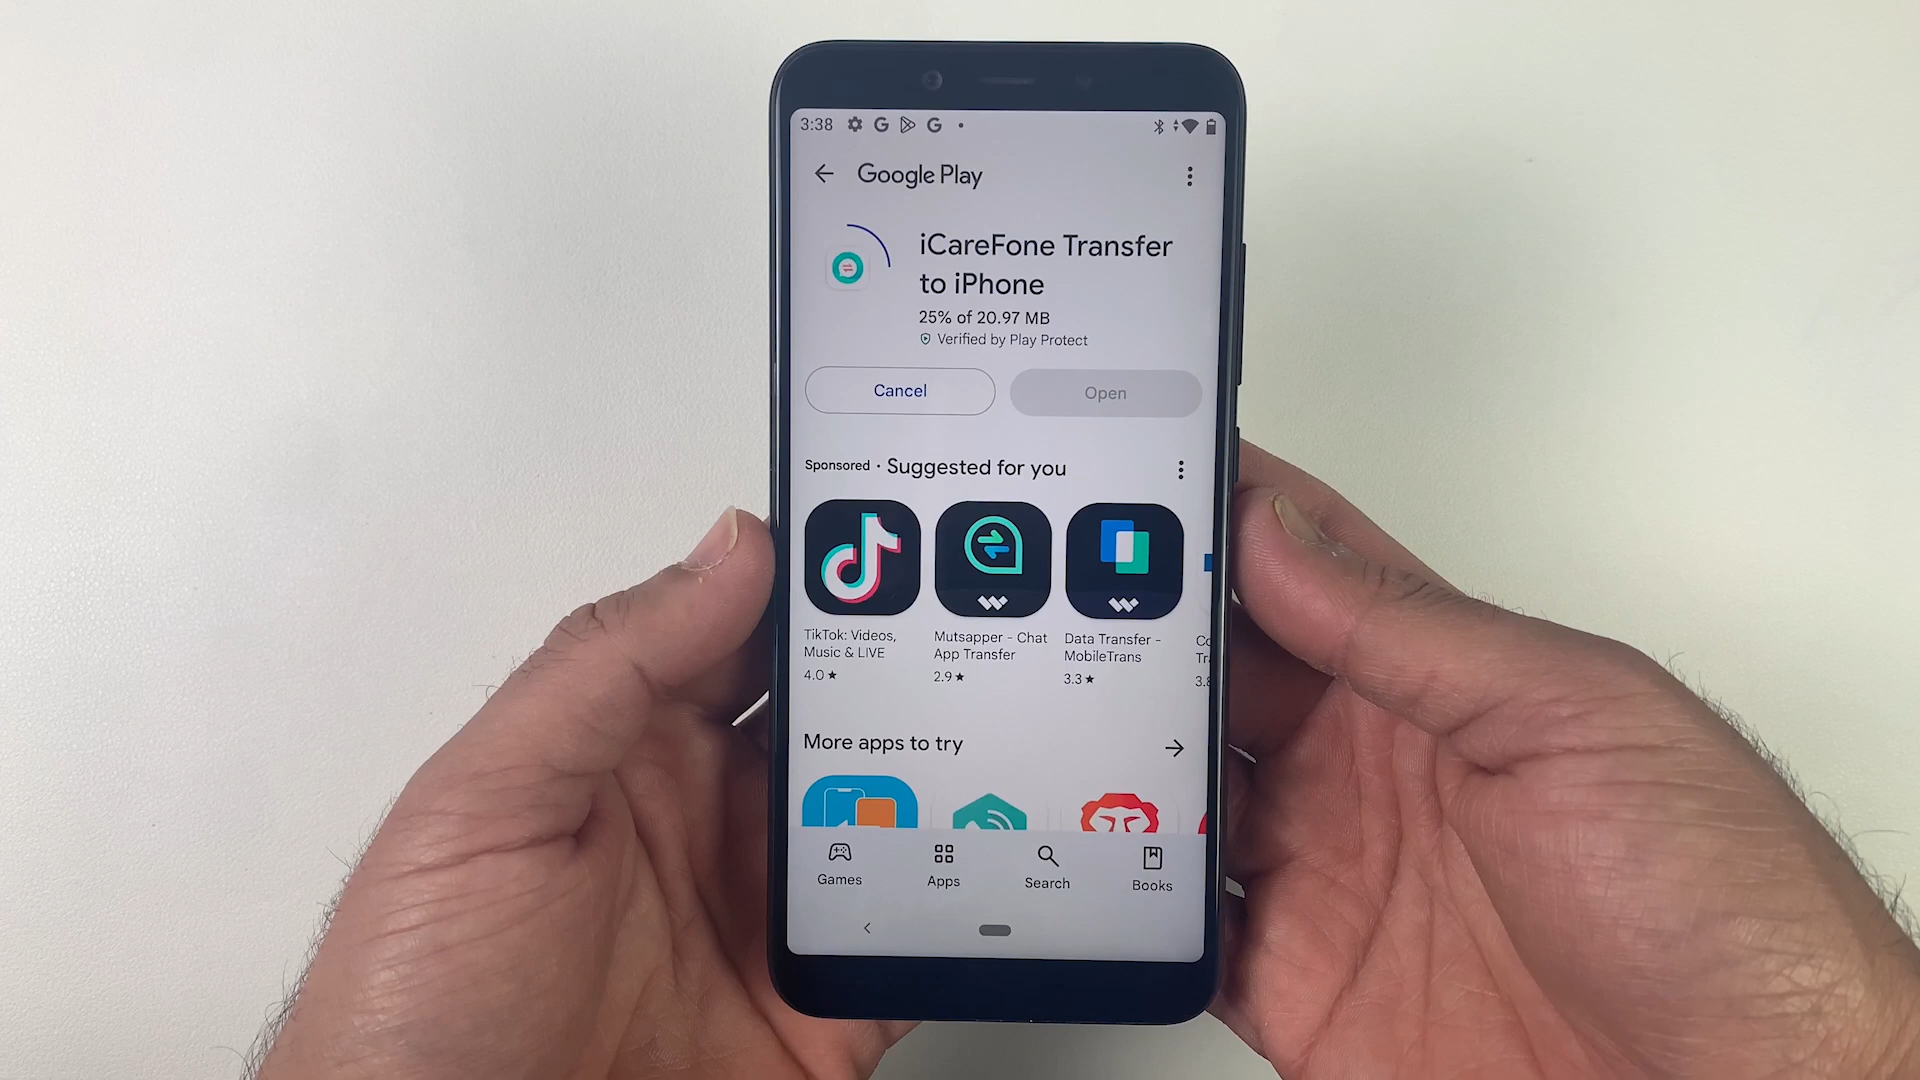 3:38
Google Play
iCareFone Transfer
to iPhone
25% of 20.97 MB
Verified by Play Protect
Cancel
Open
Sponsored · Suggested for you
TikTok: Videos,
Music & LIVE
4.0 ★
Mutsapper - Chat
App Transfer
2.9 ★
Data Transfer -
MobileTrans
3.3 ★
More apps to try
Games
Apps
Search
Books